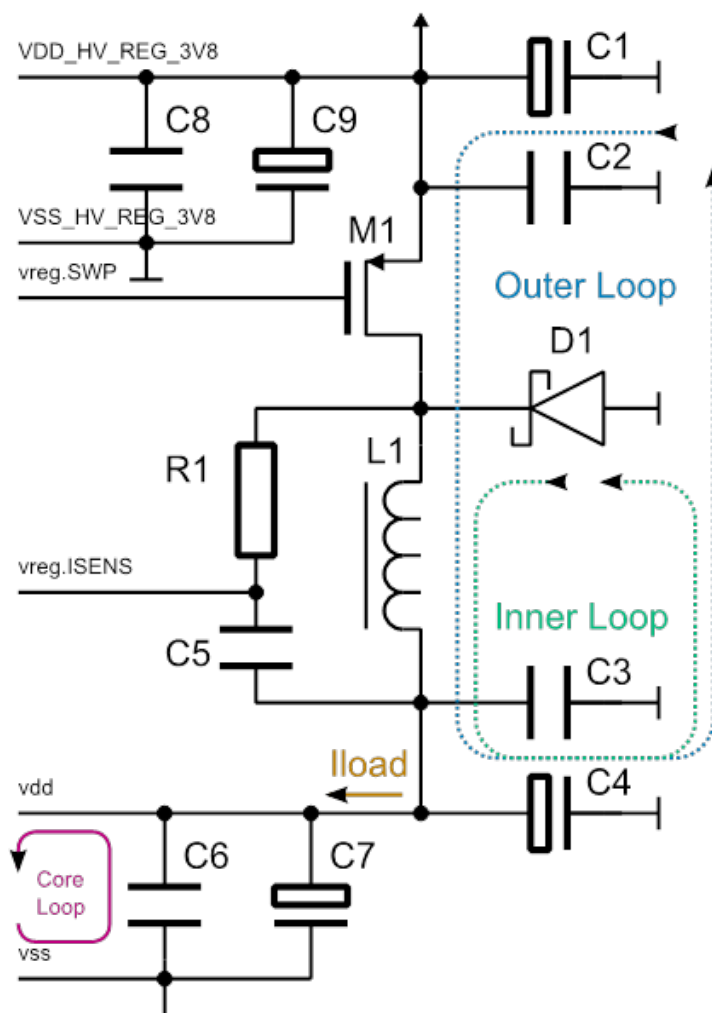 VDD_HV_REG_3V8
C1
C8
C9
C2
VSS_HV_REG_3V8
M1
vreg.SWP
Outer Loop
D1
L1
R1
vreg.ISENS
Inner Loop
C5
C3
Iload
vdd
C4
C6
C7
Core
Loop
vss